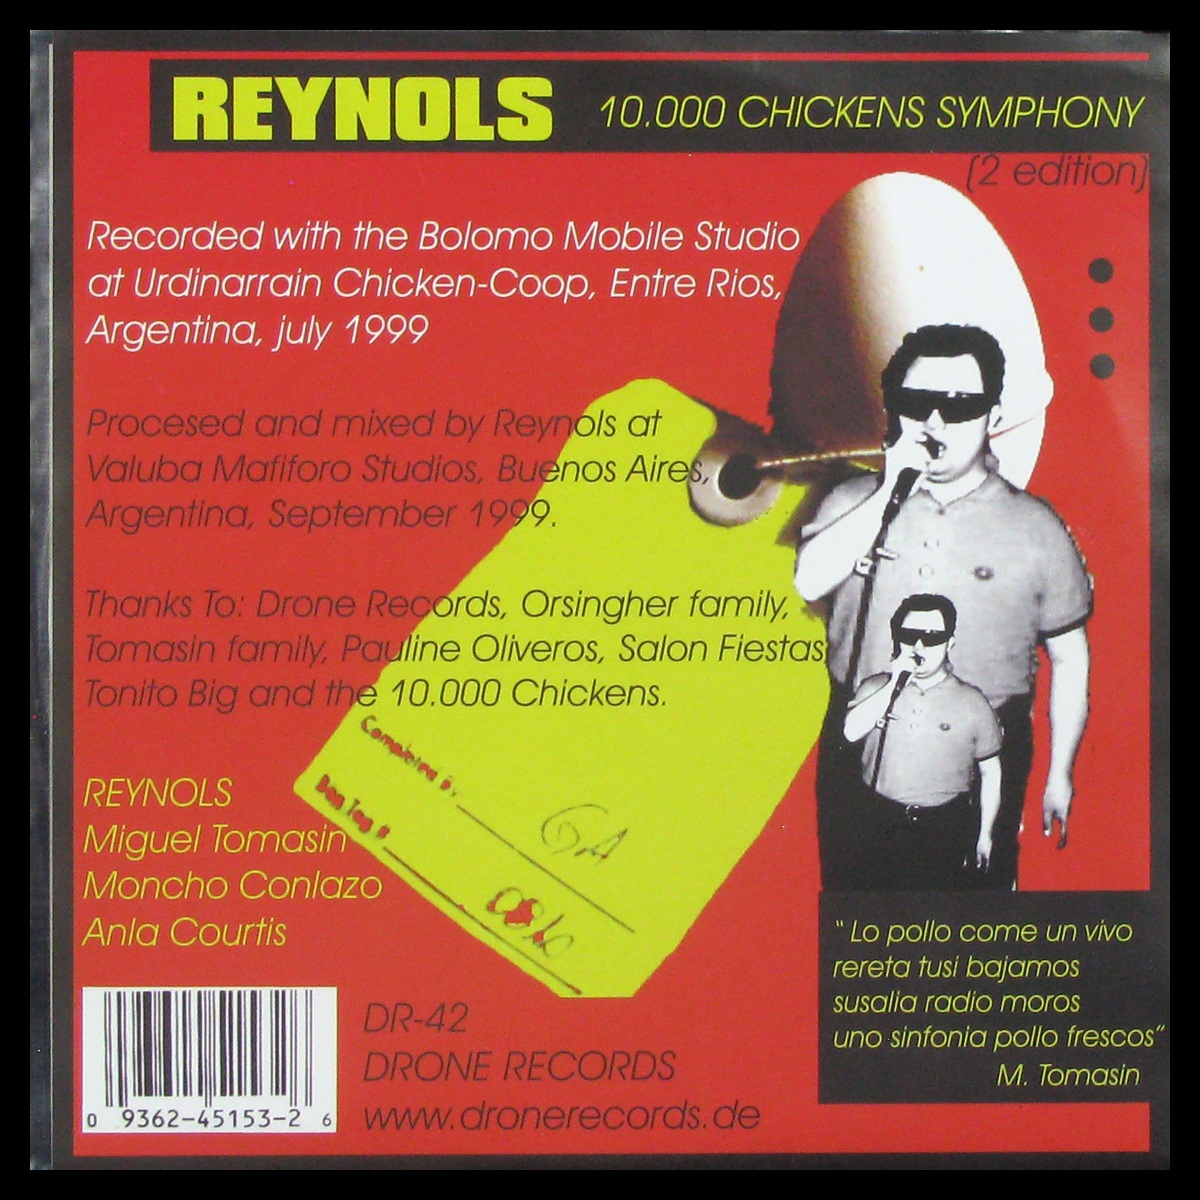 REYNOLS 10.000 CHICKENS SYMPHONY
(2 edition)
Recorded with the Bolomo Mobile Studio
at Urdinarrain Chicken-Coop, Entre Rios,
Argentina, july 1999
Procesed and mixed by Reynols at
Valuba Mafiforo Studios, Buenos Aires,
Argentina, September 1999.
Thanks To: Drone Records, Orsingher family,
Tomasin family, Pauline Oliveros, Salon Fiestas
Tonito Big and the 10.000 Chickens.
Completed By
GA
Bag Tag #
REYNOLS
Miguel Tomasin
Moncho Conlazo
Anla Courtis
"Lo pollo come un vivo
rereta tusi bajamos
susalia radio moros
uno sinfonia pollo frescos"
M. Tomasin
DR-42
DRONE RECORDS
www.dronerecords.de
0 9362-45153-2 6